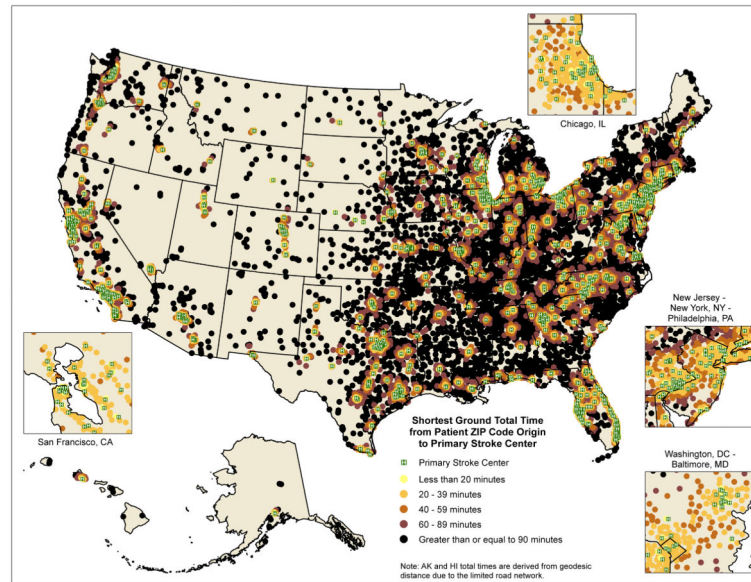 Chicago, IL
New Jersey -
New York, NY -
Philadelphia, PA
San Francisco, CA
Washington, DC -
Baltimore, MD
Shortest Ground Total Time
from Patient ZIP Code Origin
to Primary Stroke Center
Primary Stroke Center
Less than 20 minutes
20 - 39 minutes
40 - 59 minutes
60 - 89 minutes
Greater than or equal to 90 minutes
Note: AK and HI total times are derived from geodesic
distance due to the limited road network.